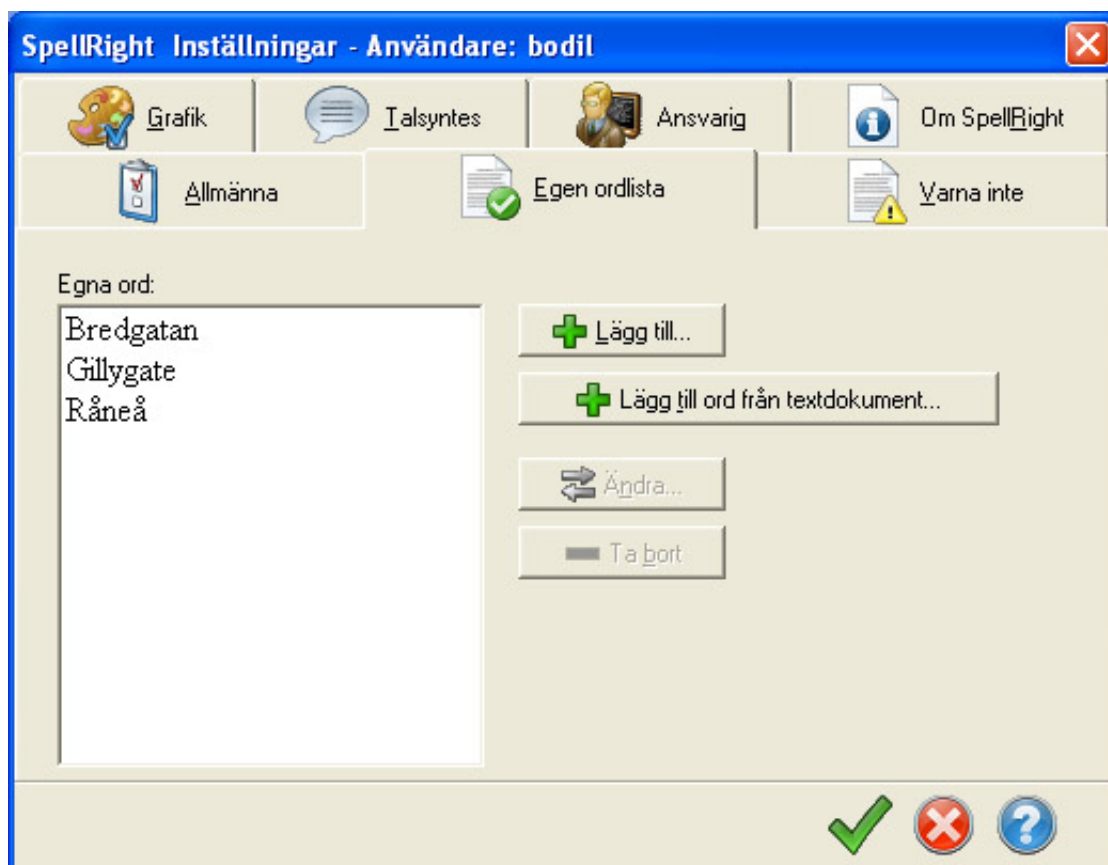 SpellRight Inställningar - Användare: bodil
Grafik Talsyntes Ansvarig Om SpellRight
Allmänna Egen ordlista Varna inte
Egna ord:
Bredgatan
Gillygate
Råneå
Lägg till...
Lägg till ord från textdokument...
Ändra...
Ta bort